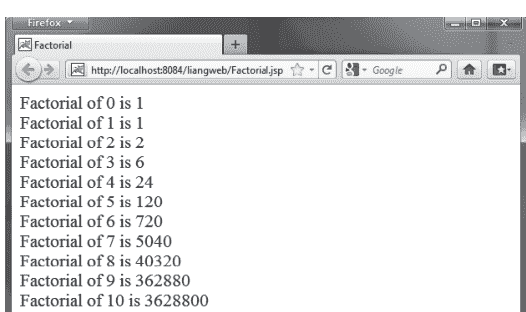 Firefox
Factorial
+
http://localhost:8084/liangweb/Factorial.jsp
Google
Factorial of 0 is 1
Factorial of 1 is 1
Factorial of 2 is 2
Factorial of 3 is 6
Factorial of 4 is 24
Factorial of 5 is 120
Factorial of 6 is 720
Factorial of 7 is 5040
Factorial of 8 is 40320
Factorial of 9 is 362880
Factorial of 10 is 3628800